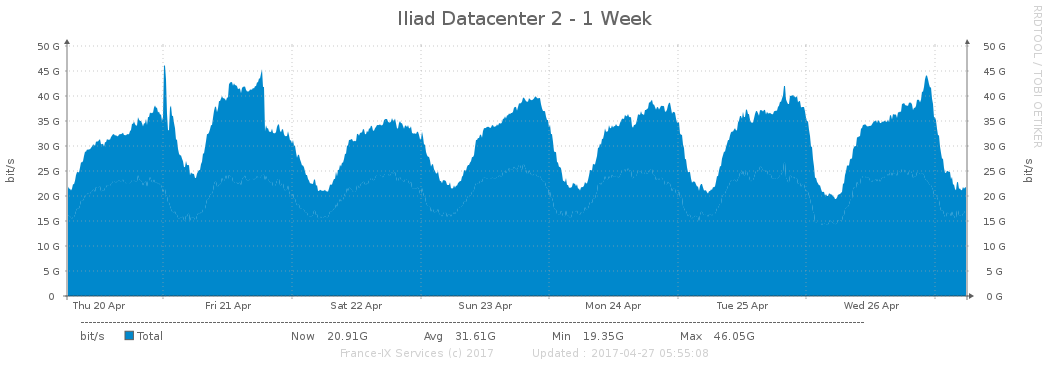 Iliad Datacenter 2 - 1 Week
RRDTOOL / TOBI OETIKER
50 G 50 G
45 G 45 G
40 G 40 G
35 G 35 G
30 G 30 G
25 G 25 G
20 G 20 G
15 G 15 G
10 G 10 G
5 G 5 G
0 0 G
bit/s bit/s
Thu 20 Apr Fri 21 Apr Sat 22 Apr Sun 23 Apr Mon 24 Apr Tue 25 Apr Wed 26 Apr
bit/s Total Now 20.91G Avg 31.61G Min 19.35G Max 46.05G
France-IX Services (c) 2017 Updated : 2017-04-27 05:55:08